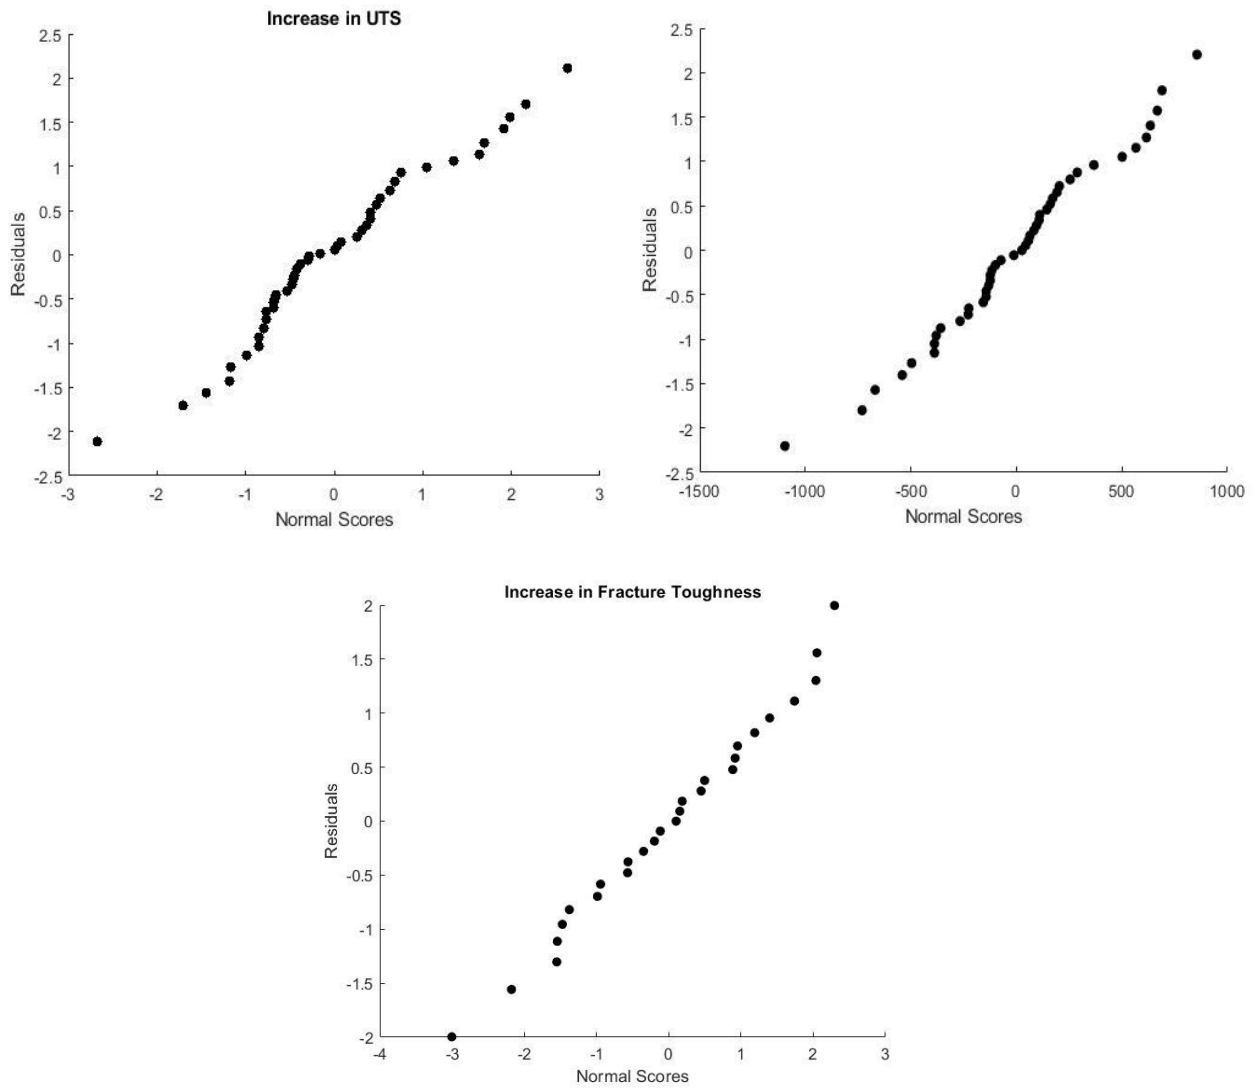 Increase in UTS
2.5
2
1.5
1
0.5
0
-0.5
-1
-1.5
-2
-2.5
Residuals
-3 -2 -1 0 1 2 3
Normal Scores
2.5
2
1.5
1
0.5
0
-0.5
-1
-1.5
-2
-2.5
Residuals
-1500 -1000 -500 0 500 1000
Normal Scores
Increase in Fracture Toughness
2
1.5
1
0.5
0
-0.5
-1
-1.5
-2
Residuals
-4 -3 -2 -1 0 1 2 3
Normal Scores